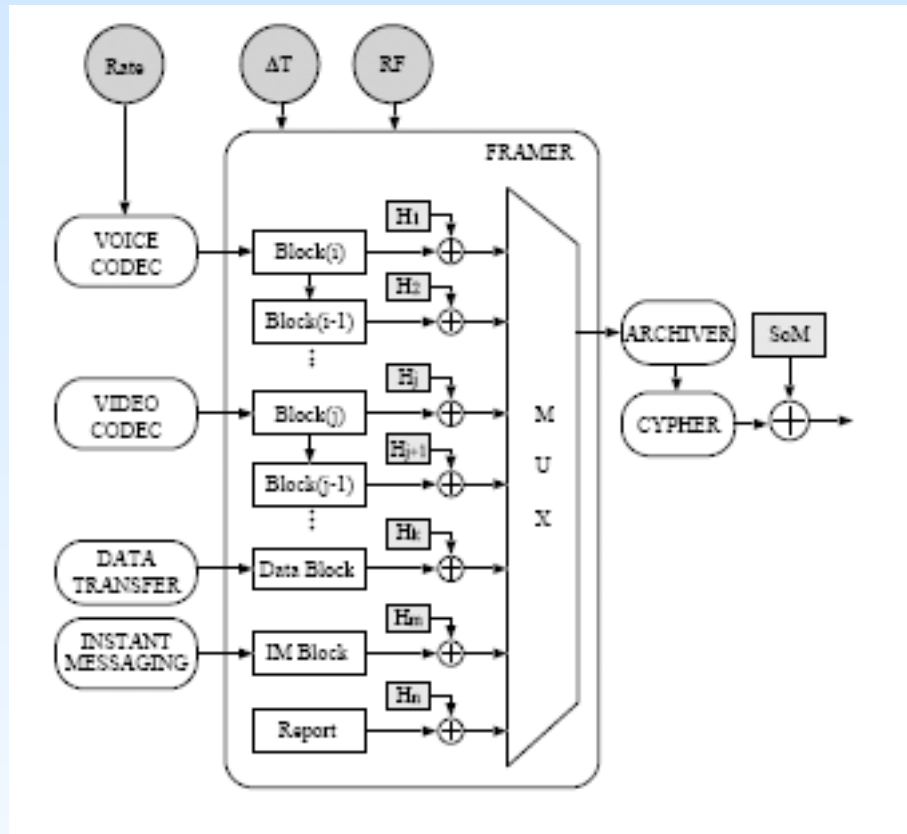 Rate
ΔT
RF
FRAMER
VOICE
CODEC
Block(i)
H1
Block(i-1)
H2
VIDEO
CODEC
Block(j)
Hj
Block(j-1)
Hj+1
DATA
TRANSFER
Data Block
Hk
INSTANT
MESSAGING
IM Block
Hm
Report
Hn
M
U
X
ARCHIVER
CYPHER
SoM